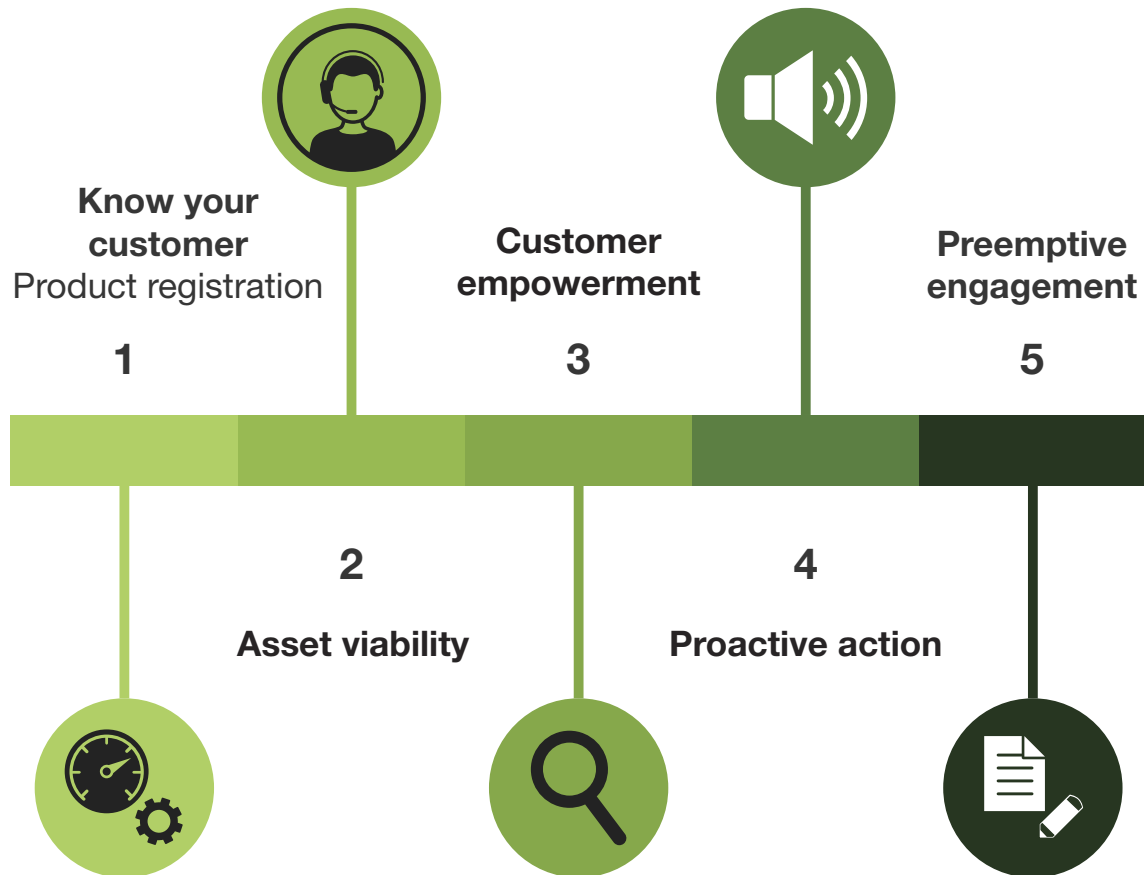 Know your
customer
Product registration
1
2
Asset viability
Customer
empowerment
3
4
Proactive action
Preemptive
engagement
5